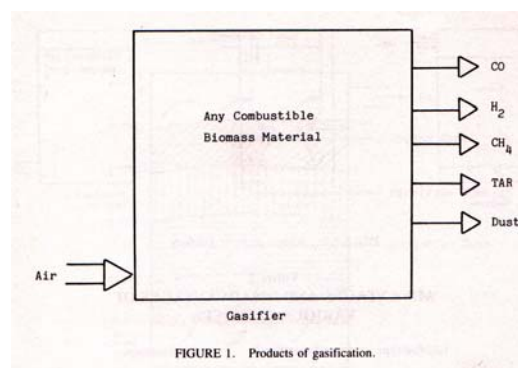 CO
H₂
Any Combustible
Biomass Material
CH₄
TAR
Dust
Air
Gasifier
FIGURE 1. Products of gasification.